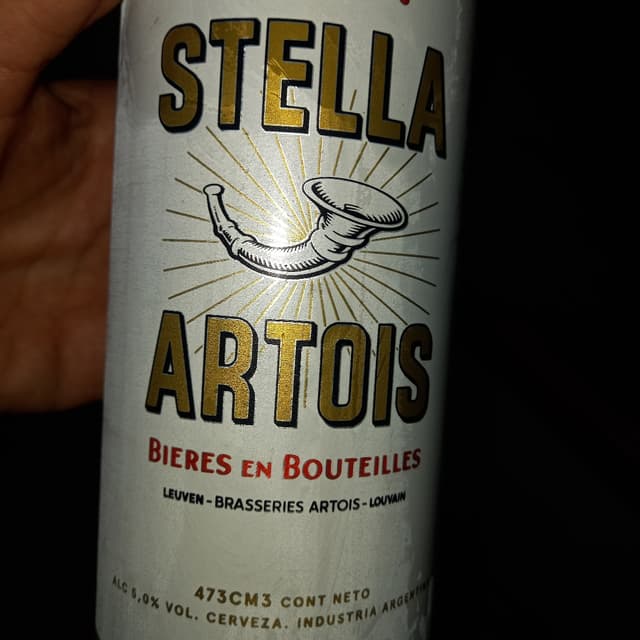 STELLA
ARTOIS
BIERES EN BOUTEILLES
LEUVEN - BRASSERIES ARTOIS - LOUVAIN
473CM3 CONT NETO
ALC 5,0% VOL. CERVEZA. INDUSTRIA ARGENTINA